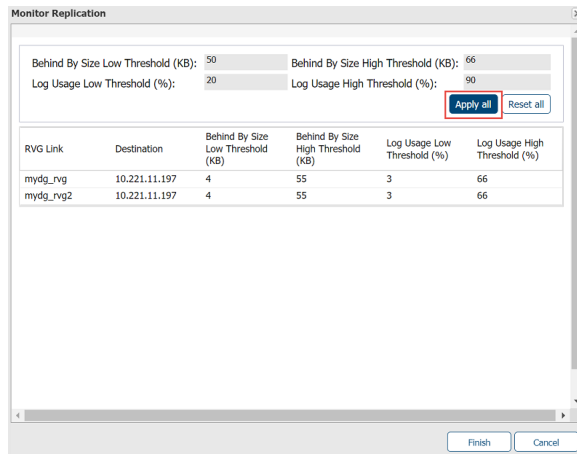 Monitor Replication
Behind By Size Low Threshold (KB): 50 Behind By Size High Threshold (KB): 66
Log Usage Low Threshold (%): 20 Log Usage High Threshold (%): 90
Apply all Reset all
RVG Link Destination Behind By Size Low Threshold (KB) Behind By Size High Threshold (KB) Log Usage Low Threshold (%) Log Usage High Threshold (%)
mydg_rvg 10.221.11.197 4 55 3 66
mydg_rvg2 10.221.11.197 4 55 3 66
Finish Cancel